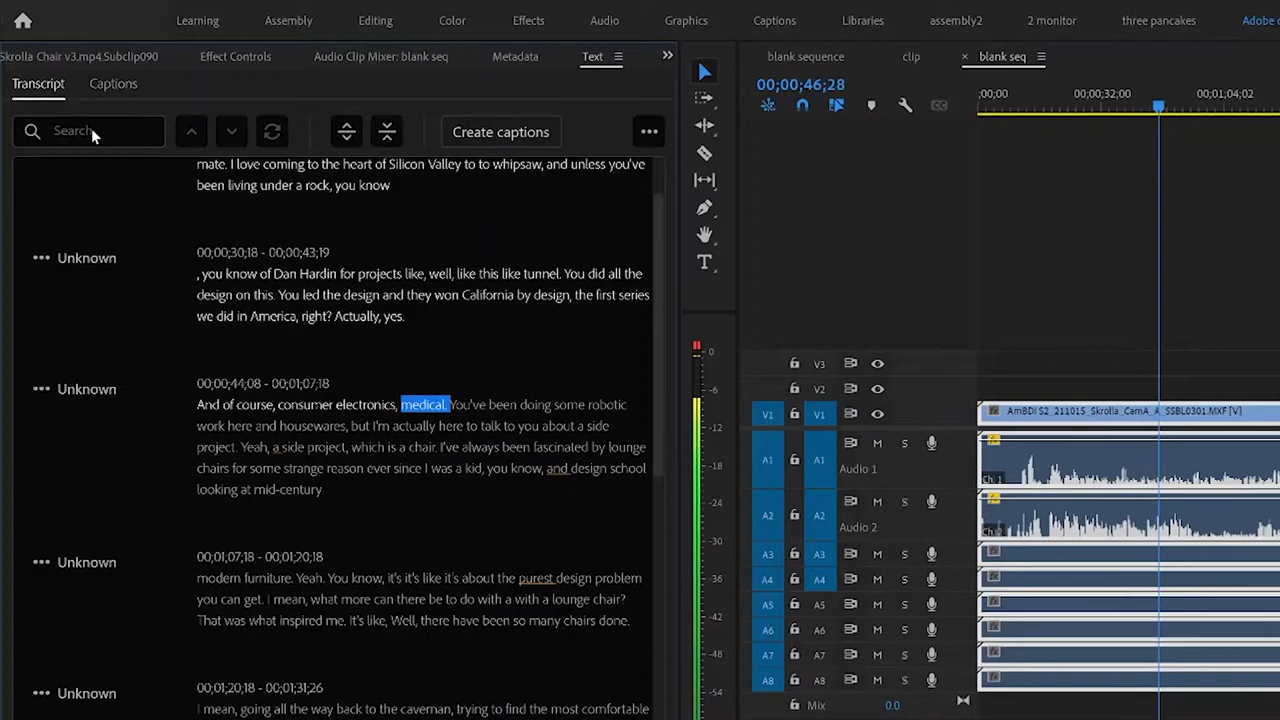 Learning Assembly Editing Color Effects Audio Graphics Captions Libraries assembly2 2 monitor three pancakes Adobe
Skrolla Chair v3.mp4.Subclip090 Effect Controls Audio Clip Mixer: blank seq Metadata Text
Transcript Captions
Search
Create captions
mate. I love coming to the heart of Silicon Valley to to whipsaw, and unless you've
been living under a rock, you know
Unknown
00;00;30;18 - 00;00;43;19
, you know of Dan Hardin for projects like, well, like this like tunnel. You did all the
design on this. You led the design and they won California by design, the first series
we did in America, right? Actually, yes.
Unknown
00;00;44;08 - 00;01;07;18
And of course, consumer electronics, medical. You've been doing some robotic
work here and housewares, but I'm actually here to talk to you about a side
project. Yeah, a side project, which is a chair. I've always been fascinated by lounge
chairs for some strange reason ever since I was a kid, you know, and design school
looking at mid-century
Unknown
00;01;07;18 - 00;01;20;18
modern furniture. Yeah. You know, it's it's like it's about the purest design problem
you can get. I mean, what more can there be to do with a with a lounge chair?
That was what inspired me. It's like, Well, there have been so many chairs done.
Unknown
00;01;20;18 - 00;01;31;26
I mean, going all the way back to the caveman, trying to find the most comfortable
T
0
-6
-12
-18
-24
-30
-36
-42
-48
-54
blank sequence clip × blank seq
00;00;46;28
;00;00 00;00;32;00 00;01;04;02
V3
V2
V1 V1
AmBDI S2_211015_Skrolla_CamA_A_SSBL0301.MXF [V]
A1 A1 M S
Audio 1
Ch. 1
A2 A2 M S
Audio 2
A3 A3 M S
A4 A4 M S
A5 A5 M S
A6 A6 M S
A7 A7 M S
A8 A8 M S
Mix 0.0